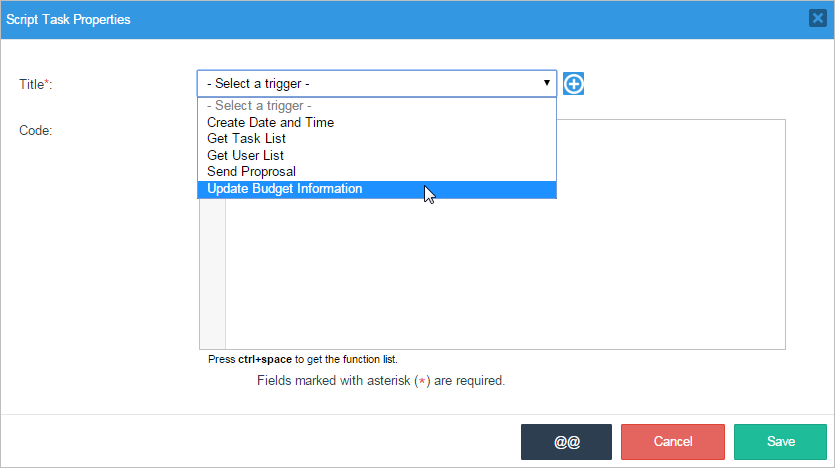 Script Task Properties
Title*:
- Select a trigger -
- Select a trigger -
Create Date and Time
Get Task List
Get User List
Send Proprosal
Update Budget Information
Code:
Press ctrl+space to get the function list.
Fields marked with asterisk (*) are required.
@@ Cancel Save